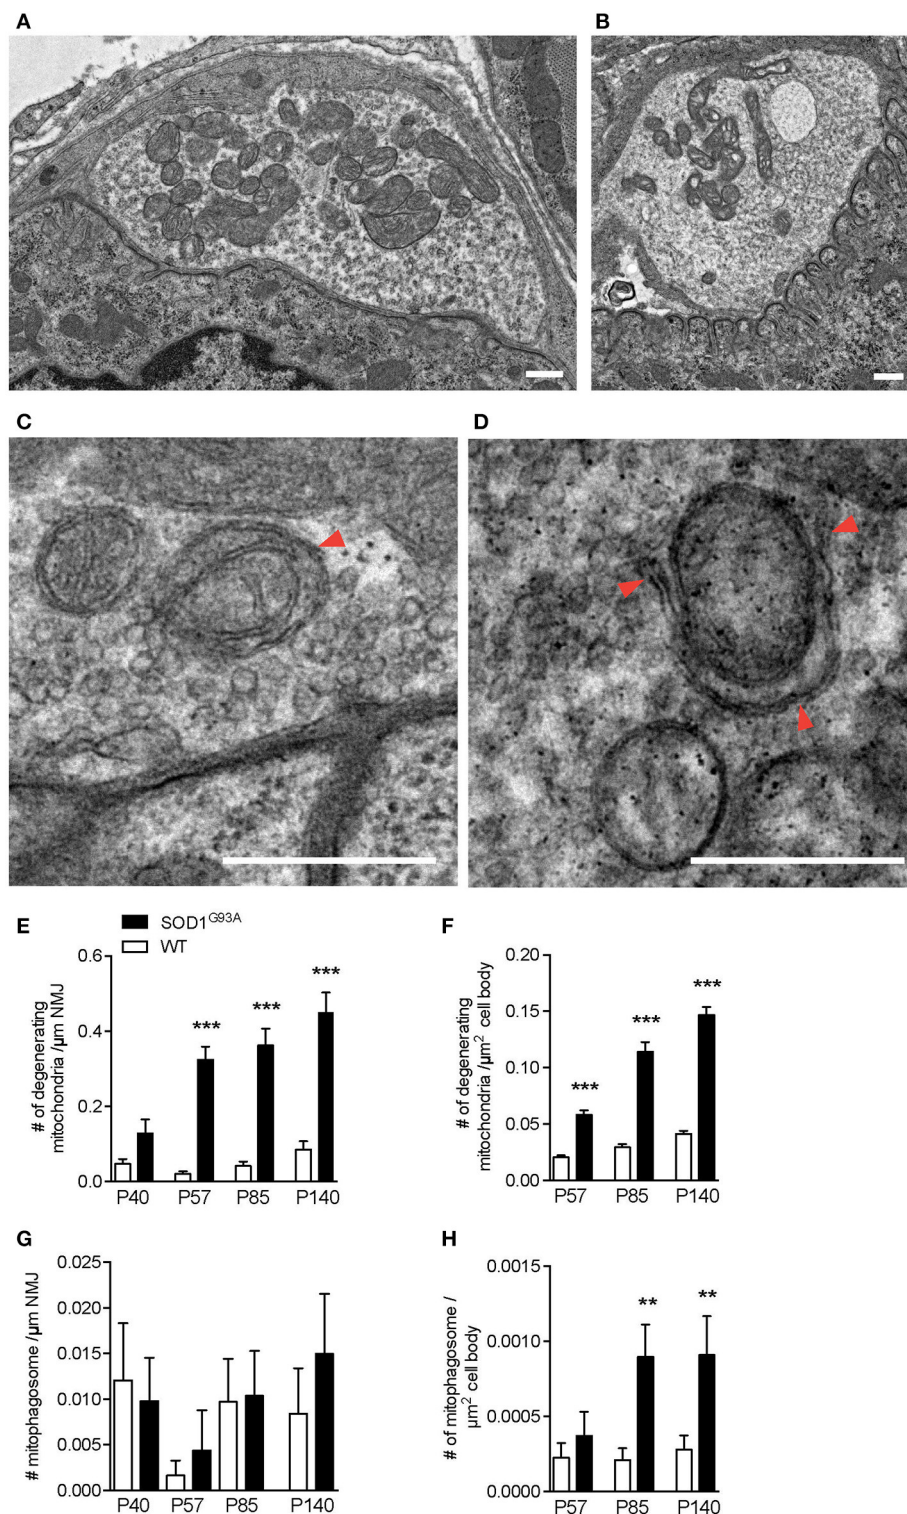 A
B
C
D
E
SOD1G93A
WT
# of degenerating
mitochondria /µm NMJ
0.6
0.4
0.2
0.0
***
***
***
P40
P57
P85
P140
F
# of degenerating
mitochondria /µm2 cell body
0.20
0.15
0.10
0.05
0.00
***
***
***
P57
P85
P140
G
# mitophagosome /µm NMJ
0.025
0.020
0.015
0.010
0.005
0.000
P40
P57
P85
P140
H
# of mitophagosome /
µm2 cell body
0.0015
0.0010
0.0005
0.0000
**
**
P57
P85
P140